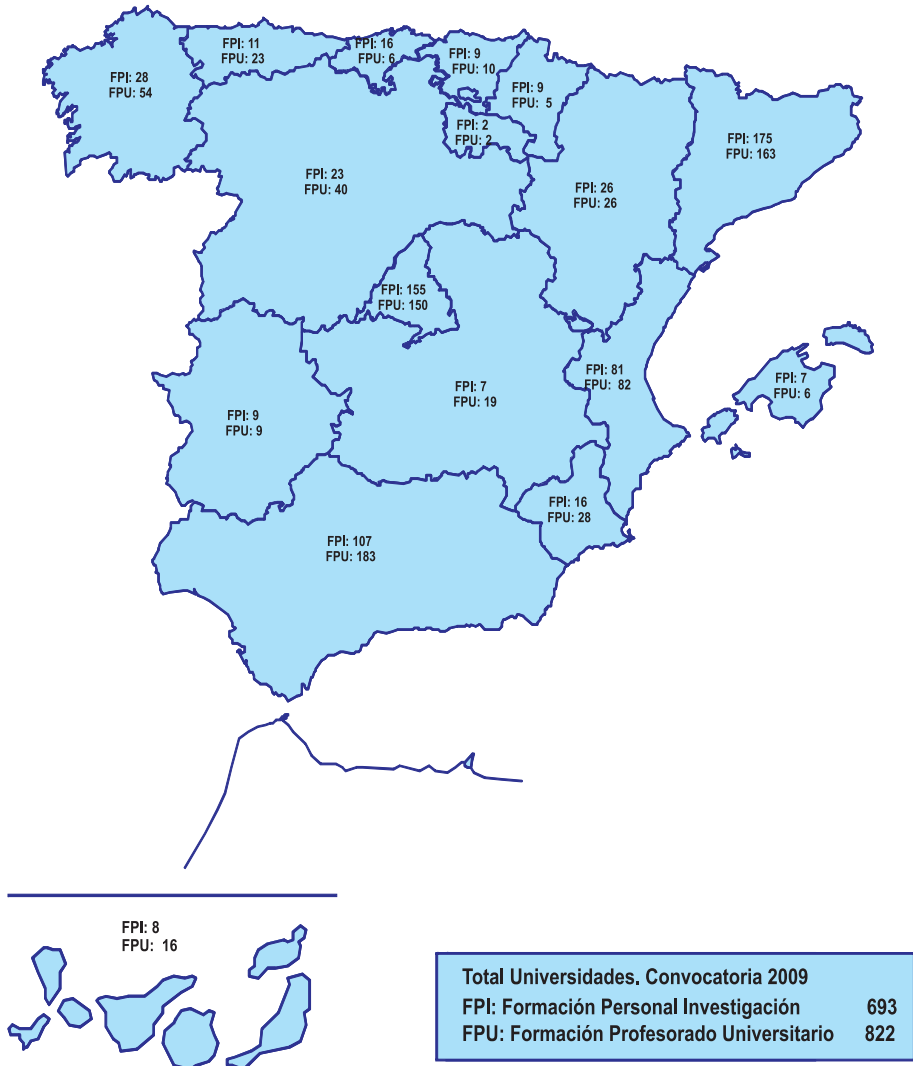 FPI: 11
FPU: 23
FPI: 16
FPU: 6
FPI: 9
FPU: 10
FPI: 28
FPU: 54
FPI: 9
FPU: 5
FPI: 2
FPU: 2
FPI: 175
FPU: 163
FPI: 23
FPU: 40
FPI: 26
FPU: 26
FPI: 155
FPU: 150
FPI: 81
FPU: 82
FPI: 7
FPU: 6
FPI: 7
FPU: 19
FPI: 9
FPU: 9
FPI: 16
FPU: 28
FPI: 107
FPU: 183
FPI: 8
FPU: 16
Total Universidades. Convocatoria 2009
FPI: Formación Personal Investigación 693
FPU: Formación Profesorado Universitario 822